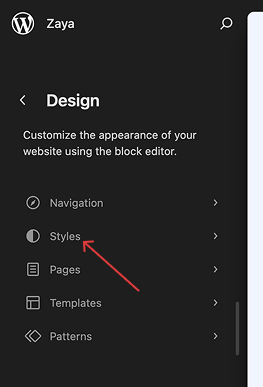 Zaya
Design
Customize the appearance of your
website using the block editor.
Navigation
Styles
Pages
Templates
Patterns